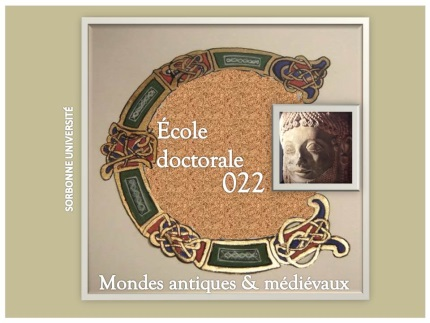 SORBONNE UNIVERSITÉ
École
doctorale
022
Mondes antiques & médiévaux